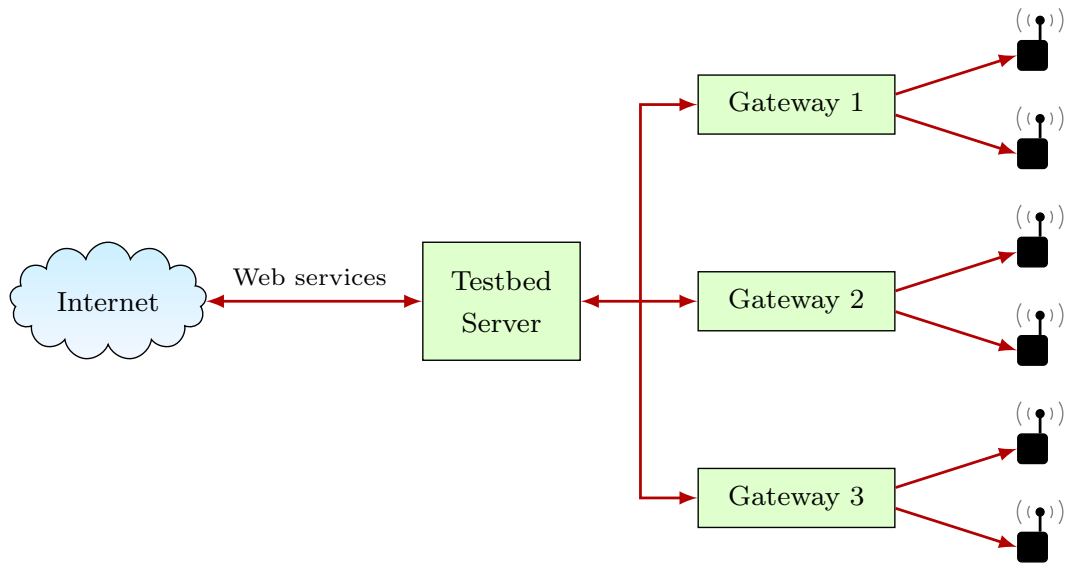 Internet
Web services
Testbed
Server
Gateway 1
Gateway 2
Gateway 3